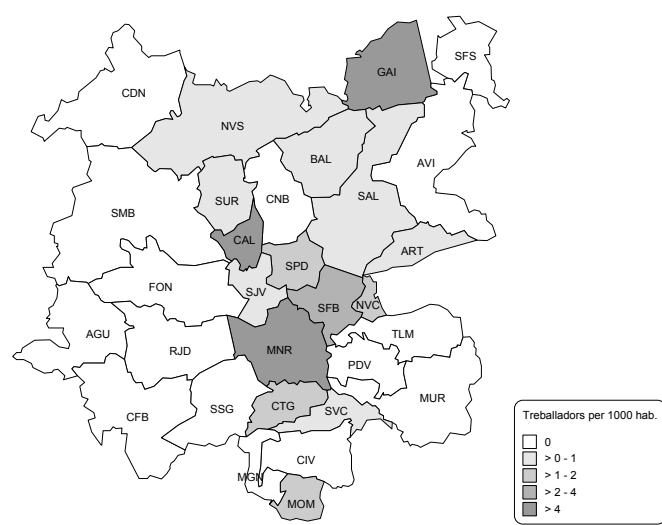 SFS
GAI
CDN
NVS
BAL
AVI
SUR
CNB
SAL
SMB
CAL
ART
SPD
FON
SJV
SFB
NVC
AGU
TLM
RJD
MNR
PDV
MUR
SSG
CTG
SVC
CFB
CIV
MGN
MOM
Treballadors per 1000 hab.
0
> 0 - 1
> 1 - 2
> 2 - 4
> 4